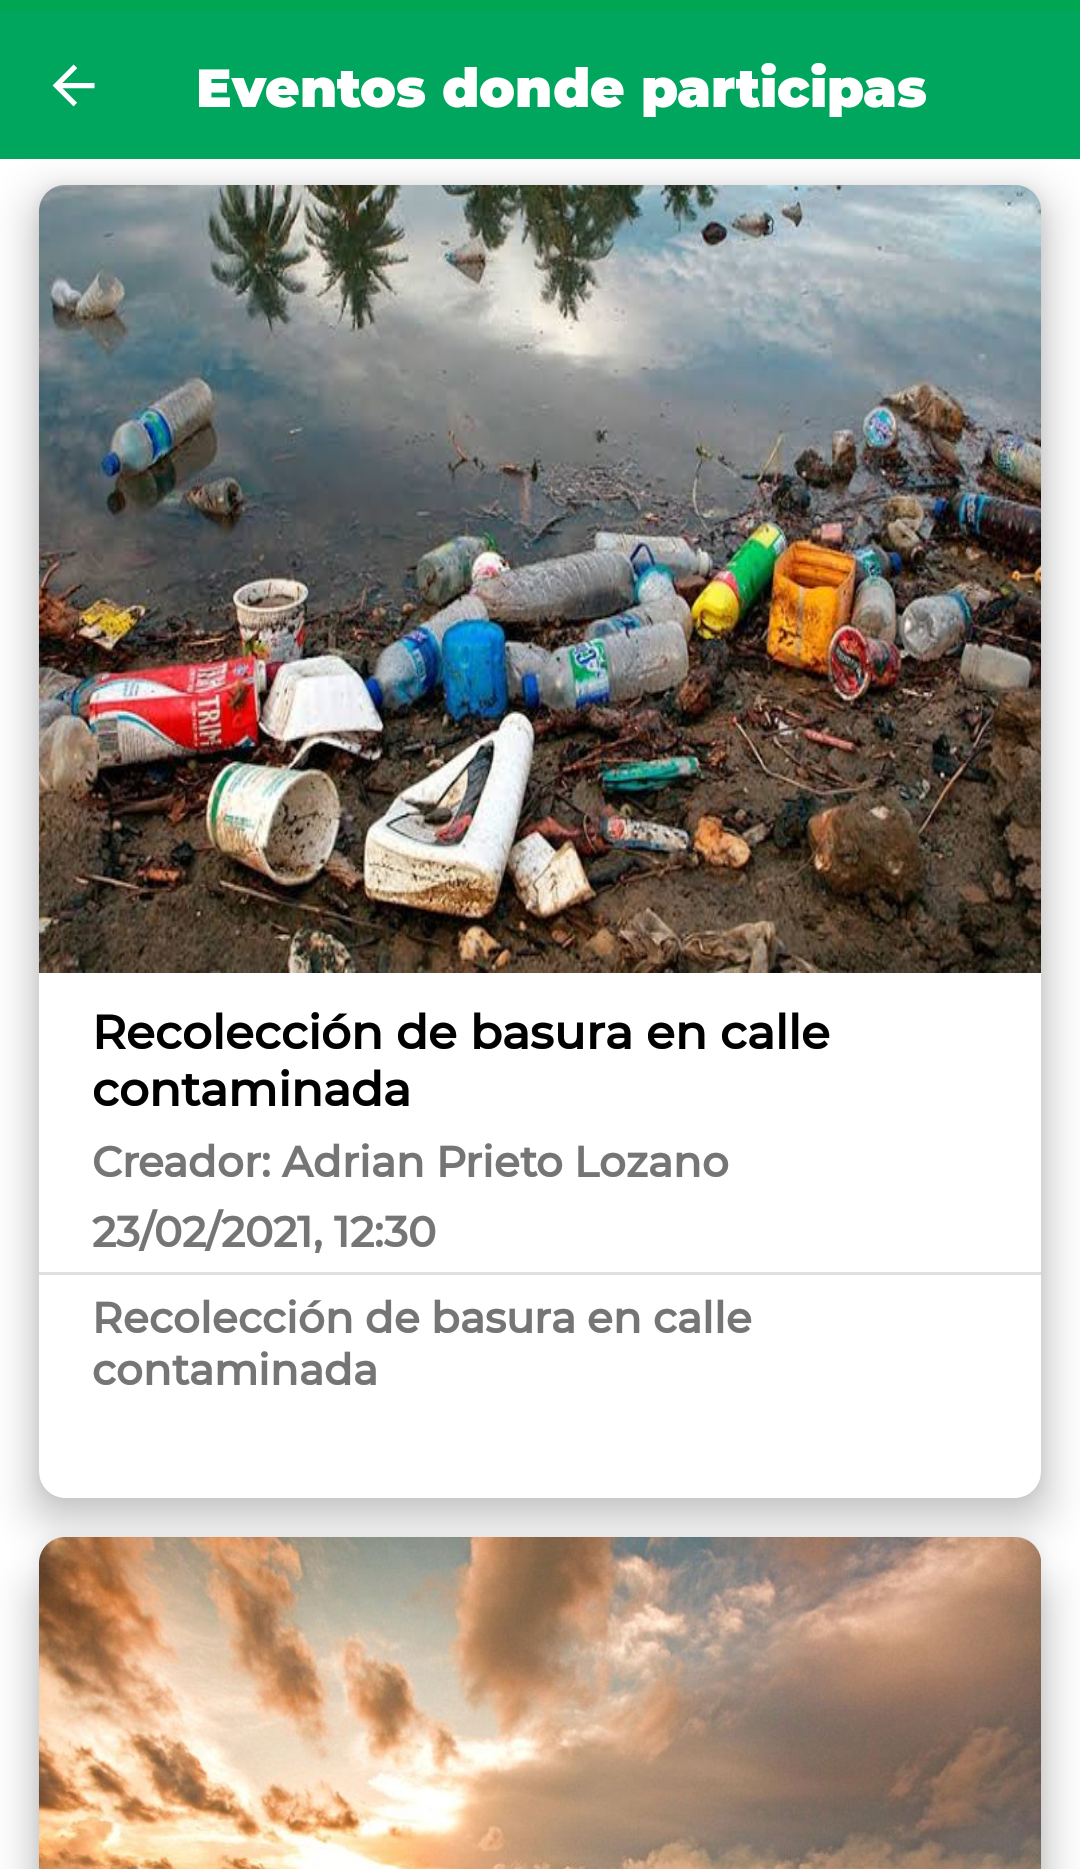 Eventos donde participas
Recolección de basura en calle
contaminada
Creador: Adrian Prieto Lozano
23/02/2021, 12:30
Recolección de basura en calle
contaminada